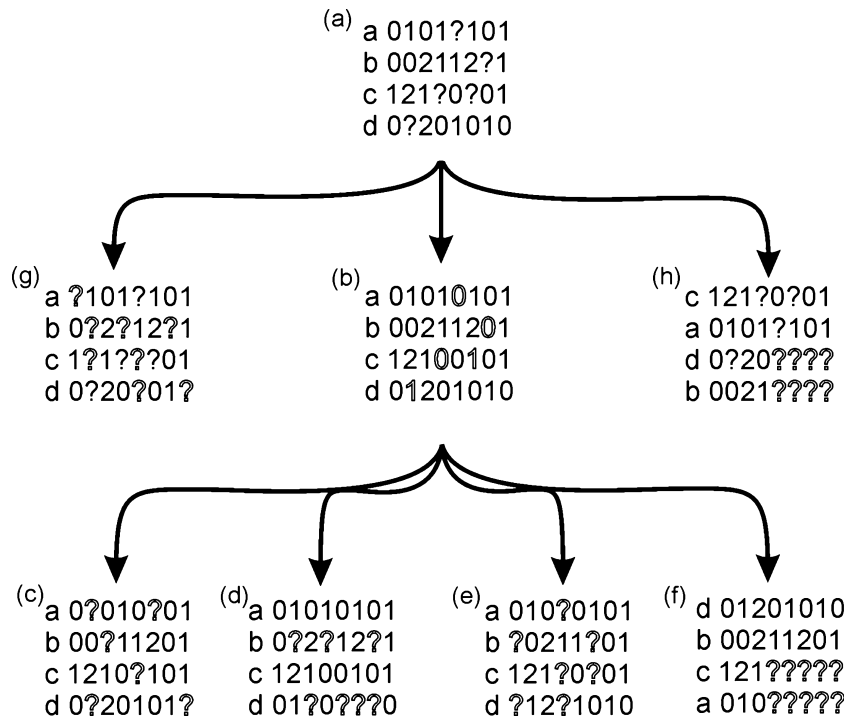 (a)
a 0101?101
b 002112?1
c 121?0?01
d 0?201010
(g)
a ?101?101
b 0?2?12?1
c 1?1???01
d 0?20?01?
(b)
a 01010101
b 00211201
c 12100101
d 01201010
(h)
c 121?0?01
a 0101?101
d 0?20????
b 0021????
(c)
a 0?010?01
b 00?11201
c 1210?101
d 0?20101?
(d)
a 01010101
b 0?2?12?1
c 12100101
d 01?0???0
(e)
a 010?0101
b ?0211?01
c 121?0?01
d ?12?1010
(f)
d 01201010
b 00211201
c 121?????
a 010?????